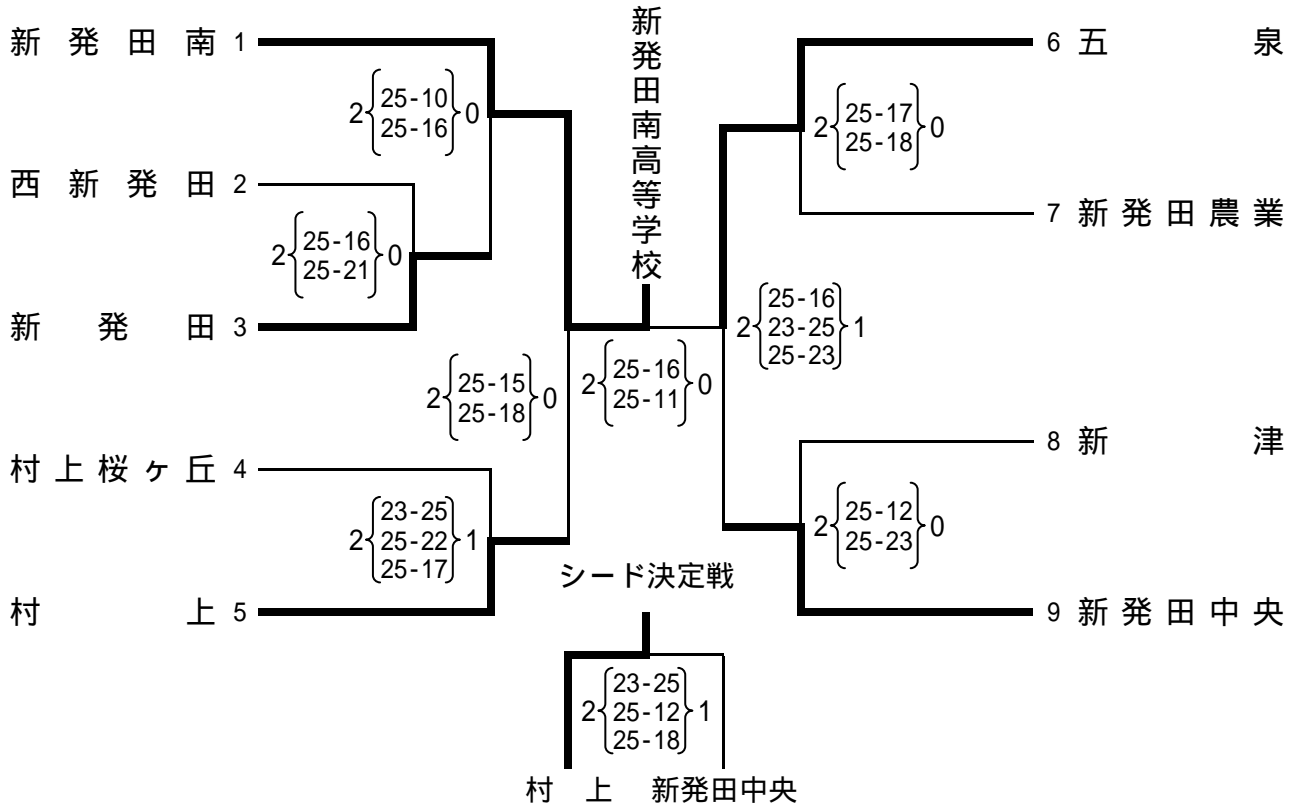 新発田南 1
西新発田 2
新発田 3
村上桜ヶ丘 4
村上 5
2 25-10 0
25-16
2 25-16 0
25-21
2 25-15 0
25-18
2 23-25 1
25-22
25-17
新発田南高等学校
2 25-16 0
25-11
6 五泉
7 新発田農業
8 新津
9 新発田中央
2 25-17 0
25-18
2 25-16 1
23-25
25-23
2 25-12 0
25-23
シード決定戦
2 23-25 1
25-12
25-18
村上 新発田中央